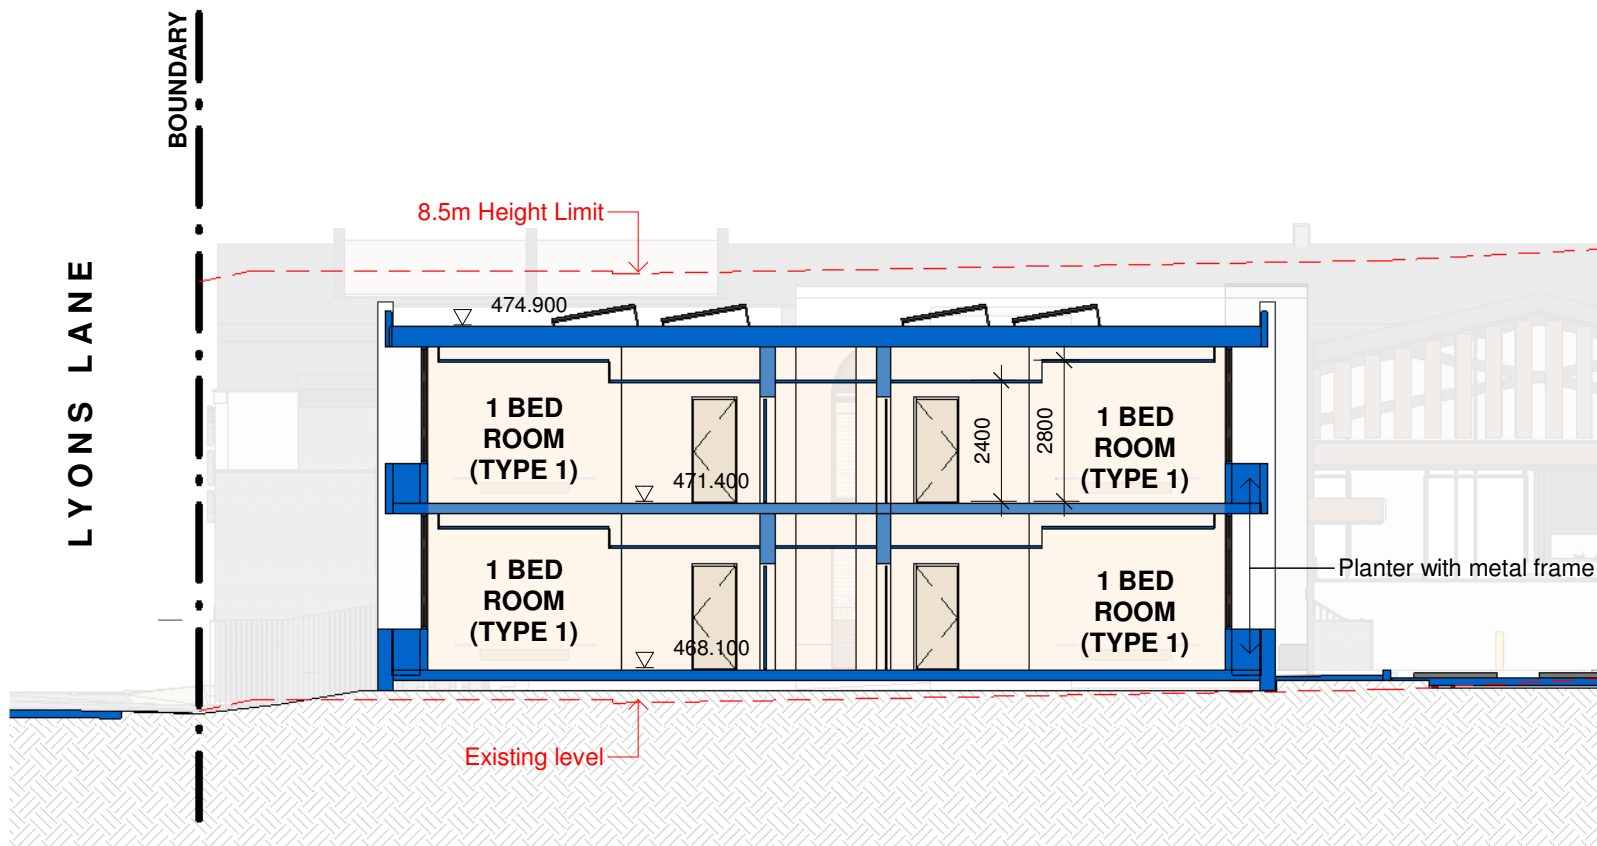 BOUNDARY
8.5m Height Limit
LYONS LANE
474.900
1 BED
ROOM
(TYPE 1)
2400
2800
1 BED
ROOM
(TYPE 1)
471.400
1 BED
ROOM
(TYPE 1)
1 BED
ROOM
(TYPE 1)
Planter with metal frame
468.100
Existing level